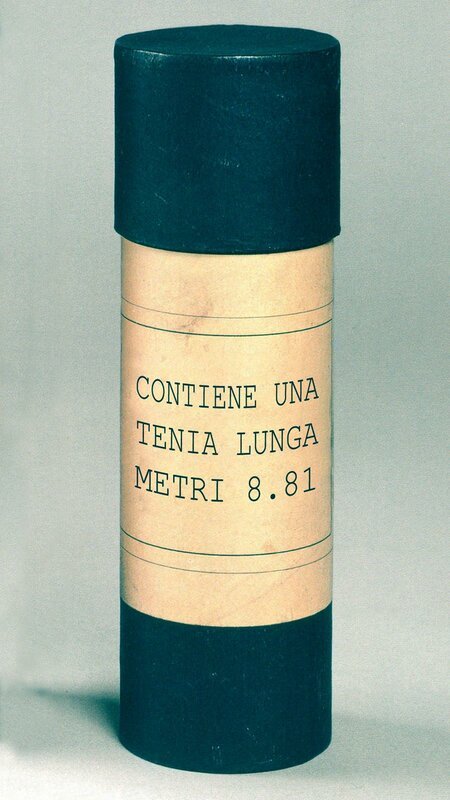 CONTIENE UNA
TENIA LUNGA
METRI 8.81